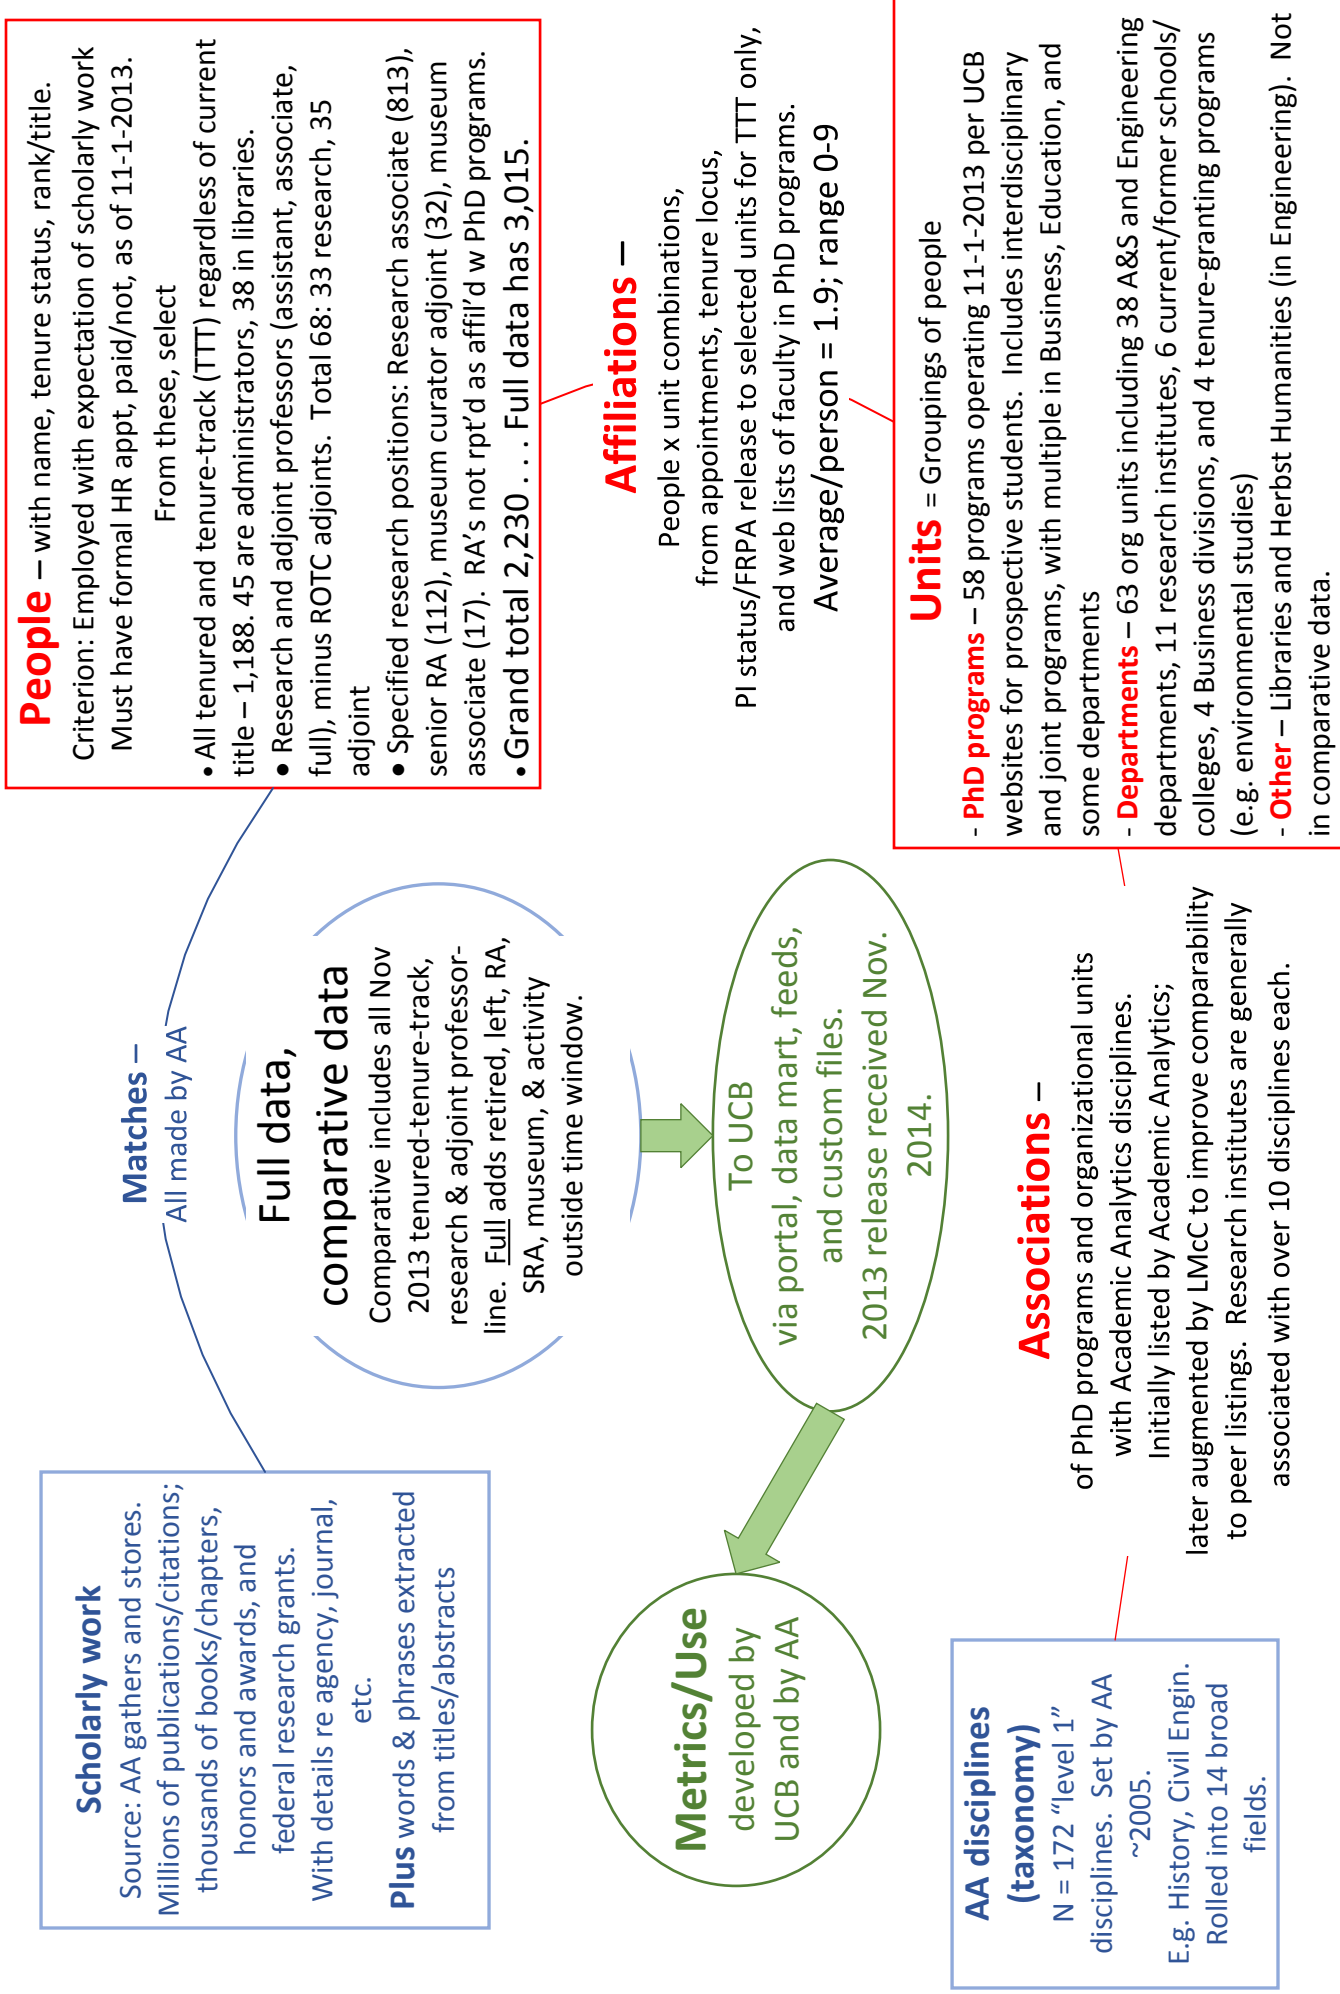 Scholarly work
Source: AA gathers and stores.
Millions of publications/citations;
thousands of books/chapters,
honors and awards, and
federal research grants.
With details re agency, journal,
etc.
Plus words & phrases extracted
from titles/abstracts
Matches –
All made by AA
People – with name, tenure status, rank/title.
Criterion: Employed with expectation of scholarly work
Must have formal HR appt, paid/not, as of 11-1-2013.
From these, select
• All tenured and tenure-track (TTT) regardless of current
title – 1,188. 45 are administrators, 38 in libraries.
• Research and adjoint professors (assistant, associate,
full), minus ROTC adjoints. Total 68: 33 research, 35
adjoint
• Specified research positions: Research associate (813),
senior RA (112), museum curator adjoint (32), museum
associate (17). RA's not rpt'd as affil'd w PhD programs.
• Grand total 2,230 . . . Full data has 3,015.
Full data,
comparative data
Comparative includes all Nov
2013 tenured-tenure-track,
research & adjoint professor-
line. Full adds retired, left, RA,
SRA, museum, & activity
outside time window.
Affiliations –
People x unit combinations,
from appointments, tenure locus,
PI status/FRPA release to selected units for TTT only,
and web lists of faculty in PhD programs.
Average/person = 1.9; range 0-9
Metrics/Use
developed by
UCB and by AA
To UCB
via portal, data mart, feeds,
and custom files.
2013 release received Nov.
2014.
Units = Groupings of people
- PhD programs – 58 programs operating 11-1-2013 per UCB
websites for prospective students. Includes interdisciplinary
and joint programs, with multiple in Business, Education, and
some departments
- Departments – 63 org units including 38 A&S and Engineering
departments, 11 research institutes, 6 current/former schools/
colleges, 4 Business divisions, and 4 tenure-granting programs
(e.g. environmental studies)
- Other – Libraries and Herbst Humanities (in Engineering). Not
in comparative data.
AA disciplines
(taxonomy)
N = 172 “level 1”
disciplines. Set by AA
~2005.
E.g. History, Civil Engin.
Rolled into 14 broad
fields.
Associations –
of PhD programs and organizational units
with Academic Analytics disciplines.
Initially listed by Academic Analytics;
later augmented by LMcC to improve comparability
to peer listings. Research institutes are generally
associated with over 10 disciplines each.